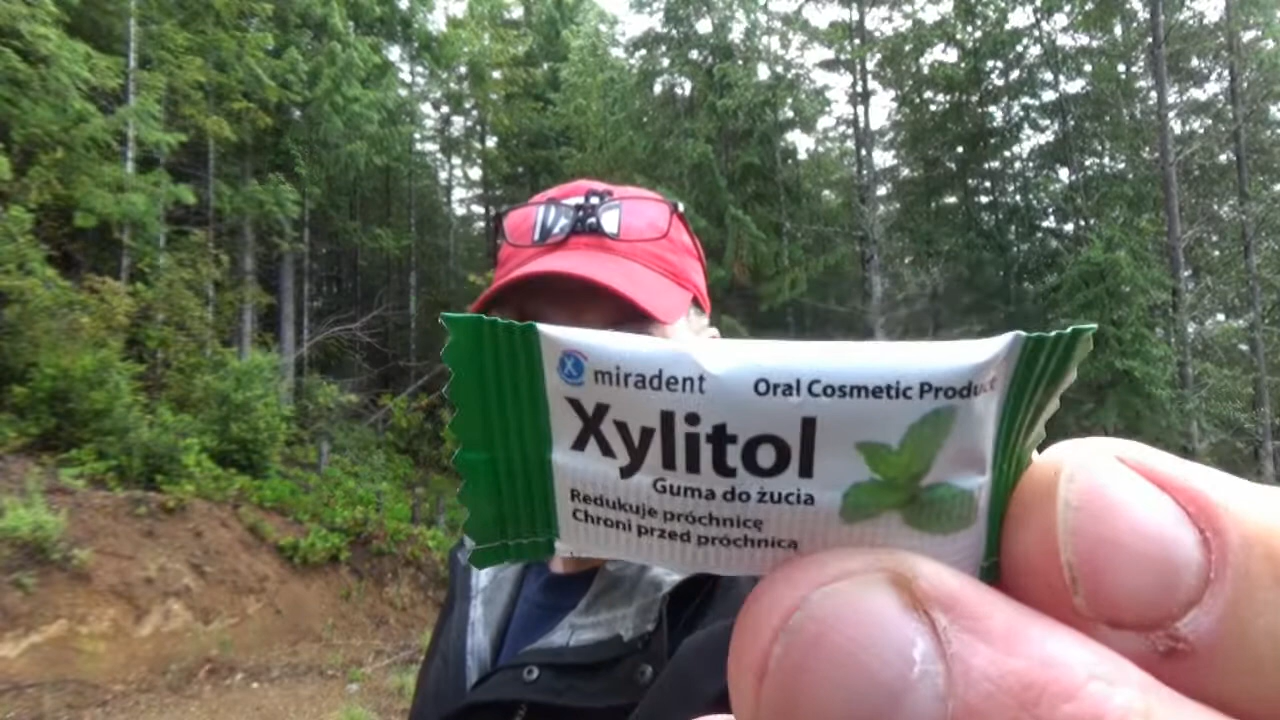 miradent Oral Cosmetic Product
Xylitol
Guma do żucia
Redukuje próchnicę
Chroni przed próchnicą